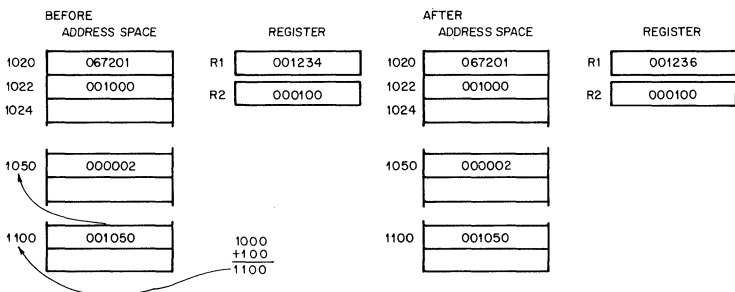 BEFORE
ADDRESS SPACE REGISTER
1020 067201 R1 001234
1022 001000 R2 000100
1024
1050 000002
1100 001050
1000
+100
1100
AFTER
ADDRESS SPACE REGISTER
1020 067201 R1 001236
1022 001000 R2 000100
1024
1050 000002
1100 001050